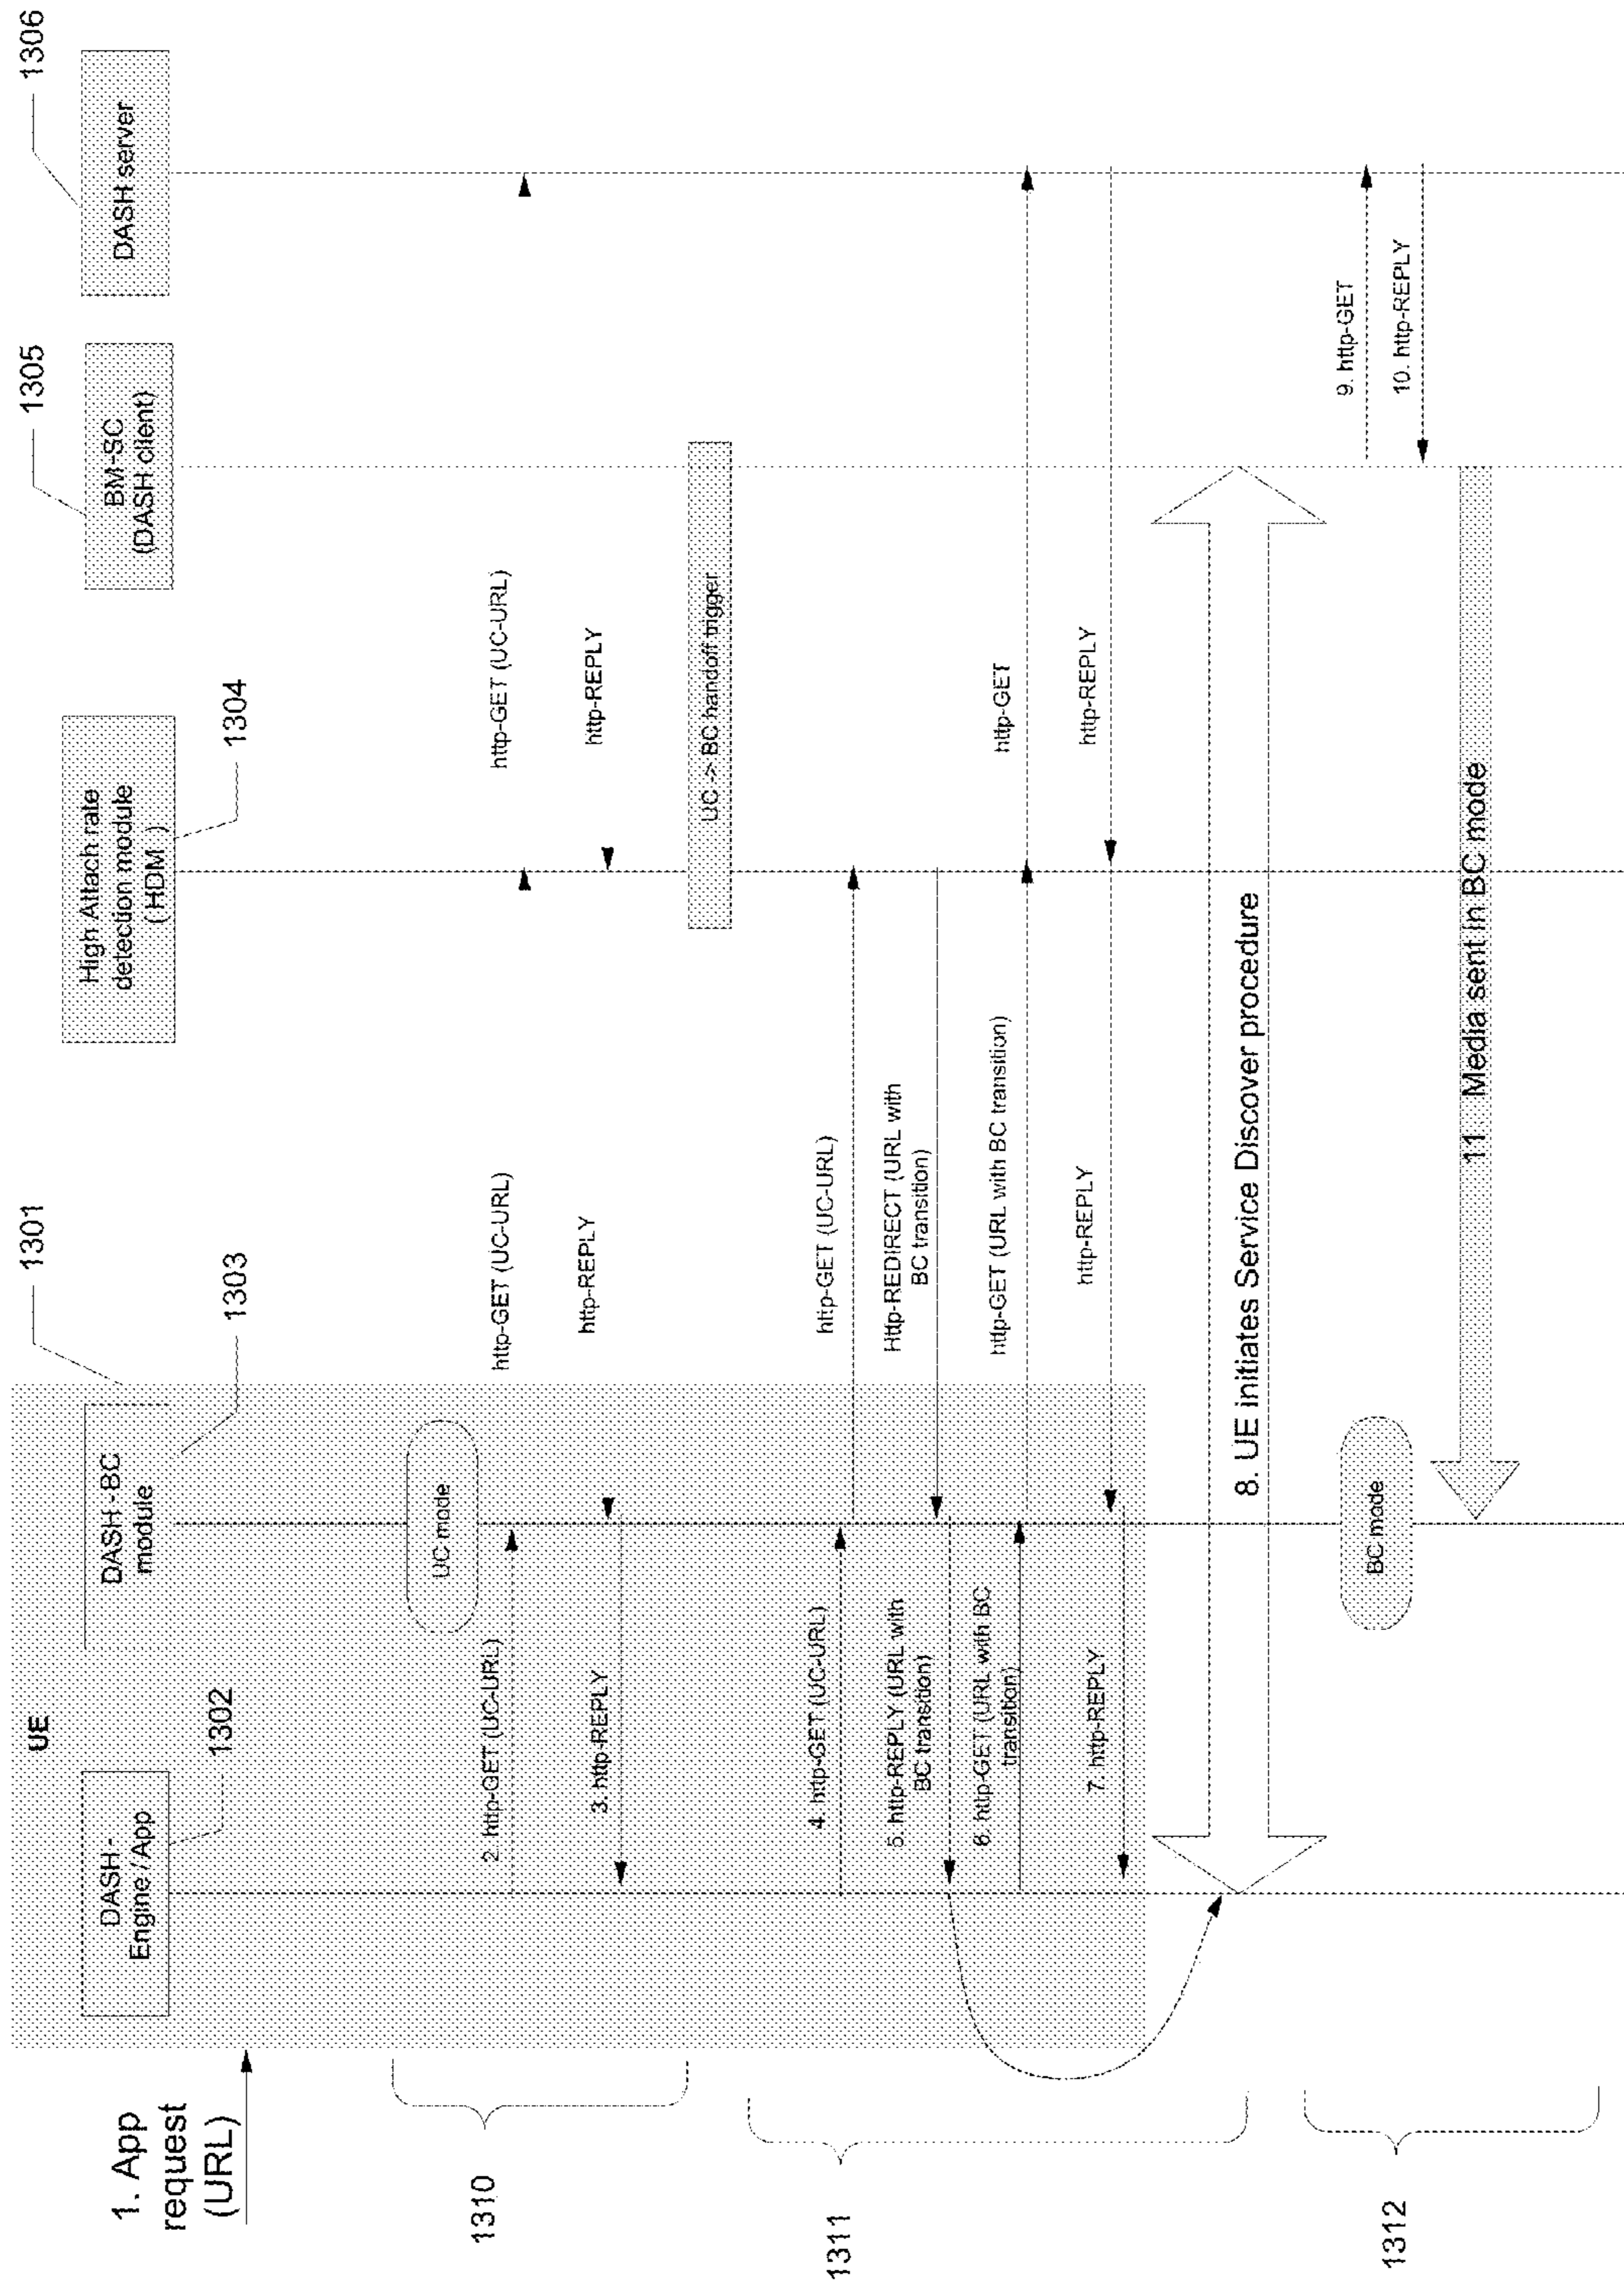 1301
1305
1306
UE
DASH -
Engine / App
1302
DASH - BC
module
1303
High Attach rate
detection module
( HDM )
1304
BM-SC
(DASH client)
DASH server
1. App
request
(URL)
UC mode
1310
2. http-GET (UC-URL)
http-GET (UC-URL)
http-GET (UC-URL)
3. http-REPLY
http-REPLY
http-REPLY
UC -> BC handoff trigger
1311
4. http-GET (UC-URL)
http-GET (UC-URL)
5. http-REPLY (URL with
BC transition)
Http-REDIRECT (URL with
BC transition)
6. http-GET (URL with BC
transition)
http-GET (URL with BC transition)
http-GET
7. http-REPLY
http-REPLY
http-REPLY
8. UE initiates Service Discover procedure
1312
BC mode
9. http-GET
10. http-REPLY
11. Media sent in BC mode